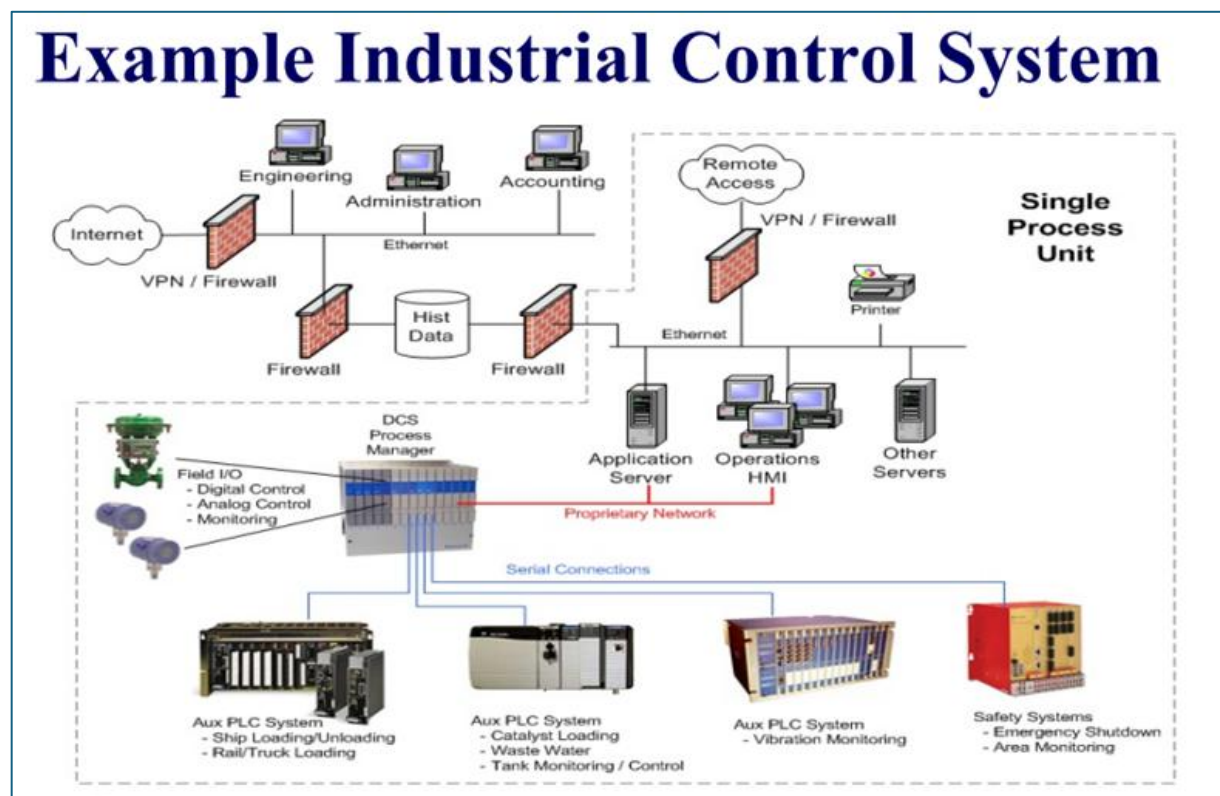 Example Industrial Control System
Engineering
Administration
Accounting
Internet
Ethernet
VPN / Firewall
Firewall
Hist
Data
Firewall
Remote
Access
VPN / Firewall
Single
Process
Unit
Printer
Ethernet
Application
Server
Operations
HMI
Other
Servers
DCS
Process
Manager
Field I/O
- Digital Control
- Analog Control
- Monitoring
Proprietary Network
Serial Connections
Aux PLC System
- Ship Loading/Unloading
- Rail/Truck Loading
Aux PLC System
- Catalyst Loading
- Waste Water
- Tank Monitoring / Control
Aux PLC System
- Vibration Monitoring
Safety Systems
- Emergency Shutdown
- Area Monitoring